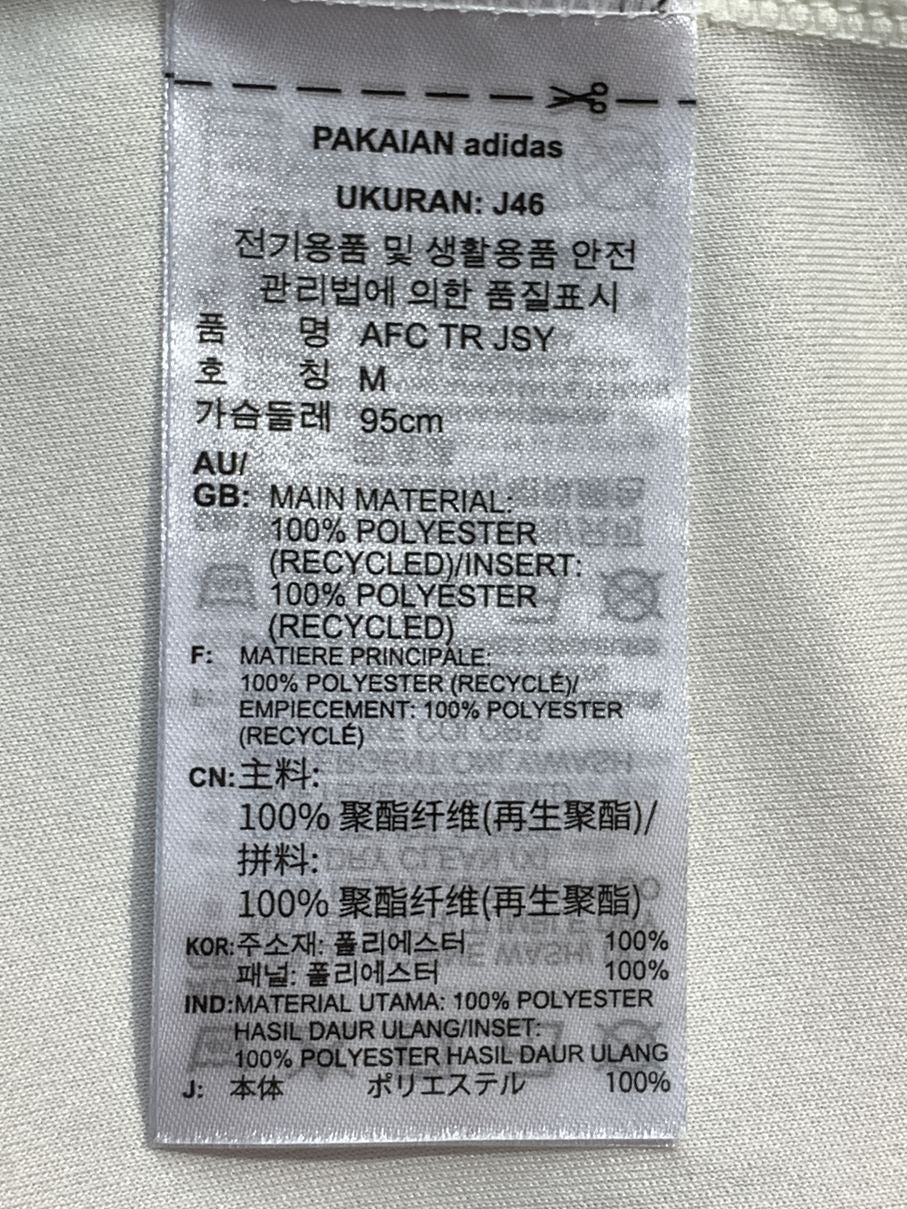 PAKAIAN adidas
UKURAN: J46
전기용품 및 생활용품 안전
관리법에 의한 품질표시
품 명 AFC TR JSY
호 칭 M
가슴둘레 95cm
AU/
GB: MAIN MATERIAL:
100% POLYESTER
(RECYCLED)/INSERT:
100% POLYESTER
(RECYCLED)
F: MATIERE PRINCIPALE:
100% POLYESTER (RECYCLÉ)/
EMPIECEMENT: 100% POLYESTER
(RECYCLÉ)
CN:主料:
100% 聚酯纤维(再生聚酯)/
拼料:
100% 聚酯纤维(再生聚酯)
KOR:주소재: 폴리에스터 100%
패널: 폴리에스터 100%
IND:MATERIAL UTAMA: 100% POLYESTER
HASIL DAUR ULANG/INSET:
100% POLYESTER HASIL DAUR ULANG
J: 本体 ポリエステル 100%